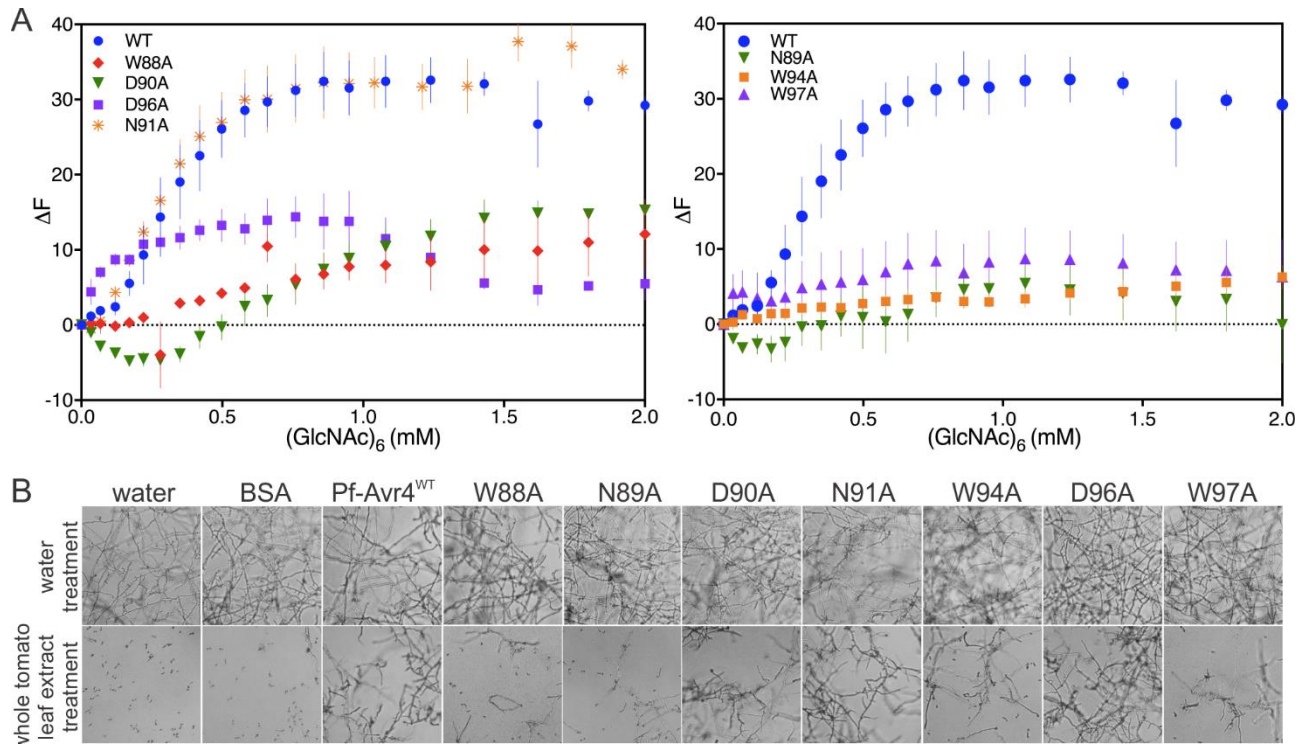 A
40
30
20
10
0
-10
ΔF
WT
W88A
D90A
D96A
N91A
0.0 0.5 1.0 1.5 2.0
(GlcNAc)6 (mM)
40
30
20
10
0
-10
ΔF
WT
N89A
W94A
W97A
0.0 0.5 1.0 1.5 2.0
(GlcNAc)6 (mM)
B
water BSA Pf-Avr4WT W88A N89A D90A N91A W94A D96A W97A
water
treatment
whole tomato
leaf extract
treatment